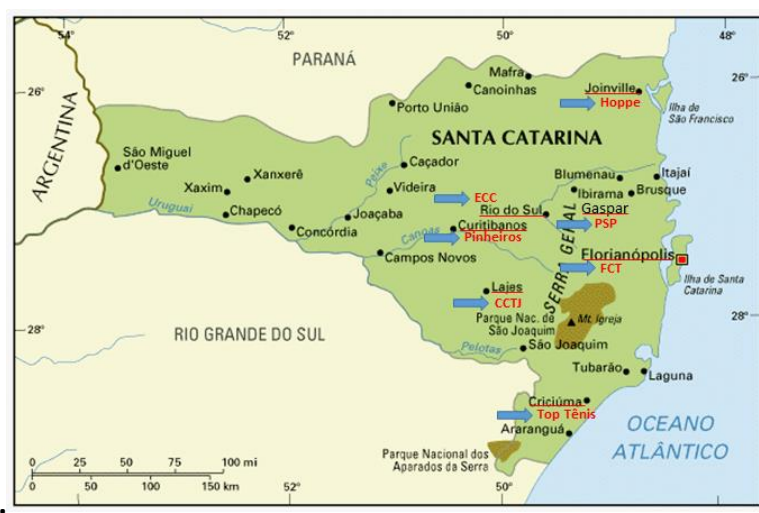 54°
52°
50°
48°
PARANÁ
26°
26°
Mafra
Canoinhas
Joinville
Hoppe
Porto União
Ilha de
São Francisco
ARGENTINA
SANTA CATARINA
São Miguel
d'Oeste
Caçador
Xanxerê
Peixe
Blumenau
Itajaí
Xaxim
Videira
Ibirama
Brusque
ECC
Uruguai
Chapecó
Joaçaba
Rio do Sul
Gaspar
Concórdia
Curitibanos
PSP
Canoas
Pinheiros
SERRA GERAL
Campos Novos
Florianópolis
FCT
Ilha de Santa
Catarina
Lajes
CCTJ
Parque Nac. de
São Joaquim
Mt. Igreja
28°
28°
RIO GRANDE DO SUL
Pelotas
São Joaquim
Tubarão
Laguna
Criciúma
Top Tênis
Araranguá
OCEANO
ATLÂNTICO
Parque Nacional dos
Aparados da Serra
0 25 50 75 100 mi
0 50 100 150 km
52°
50°